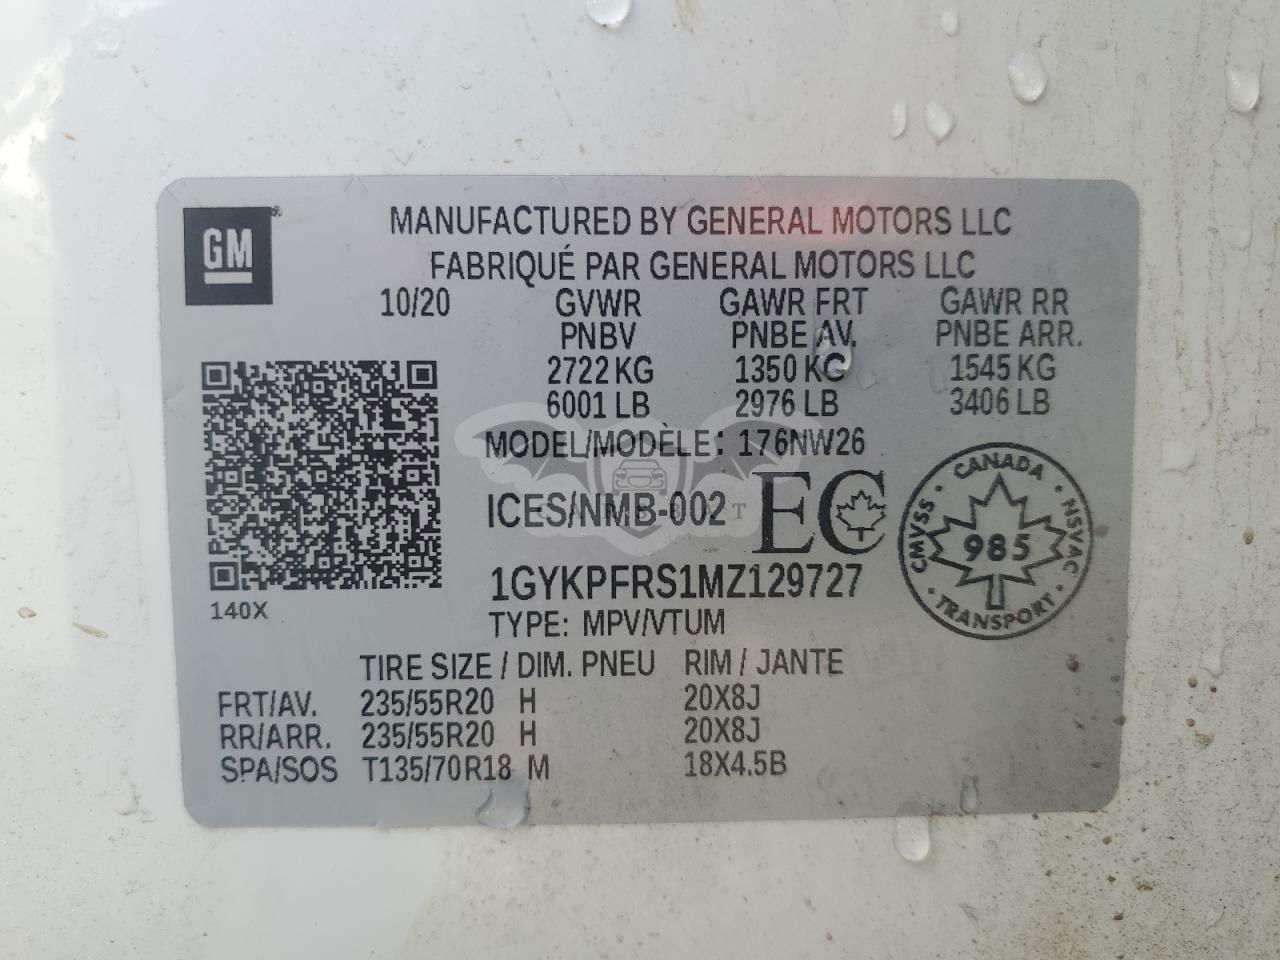 GM
MANUFACTURED BY GENERAL MOTORS LLC
FABRIQUÉ PAR GENERAL MOTORS LLC
10/20 GVWR GAWR FRT GAWR RR
PNBV PNBE AV. PNBE ARR.
2722 KG 1350 KG 1545 KG
6001 LB 2976 LB 3406 LB
MODEL/MODÈLE: 176NW26
ICES/NMB-002 EC
1GYKPFRS1MZ129727
TYPE: MPV/VTUM
140X
CANADA
CMVSS
NSVAC
985
TRANSPORT
TIRE SIZE / DIM. PNEU RIM / JANTE
FRT/AV. 235/55R20 H 20X8J
RR/ARR. 235/55R20 H 20X8J
SPA/SOS T135/70R18 M 18X4.5B